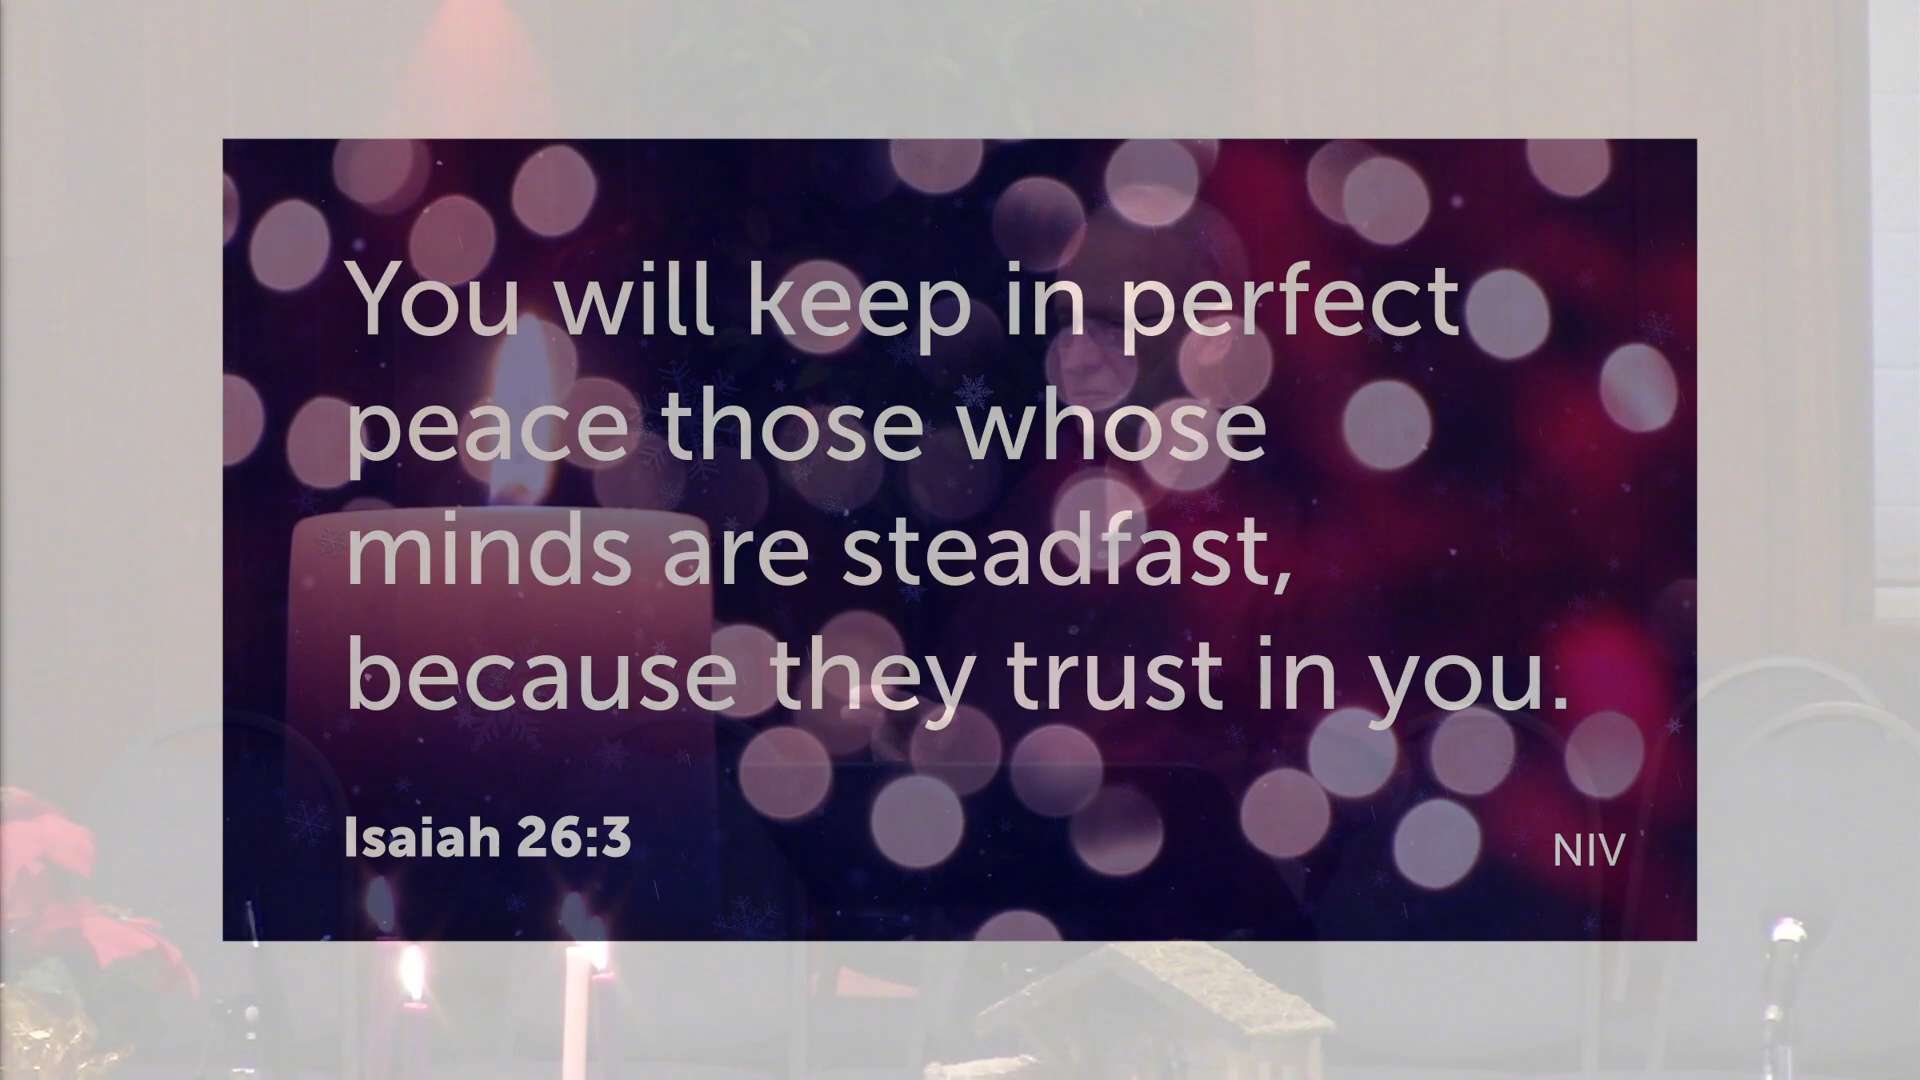 You will keep in perfect
peace those whose
minds are steadfast,
because they trust in you.
Isaiah 26:3
NIV